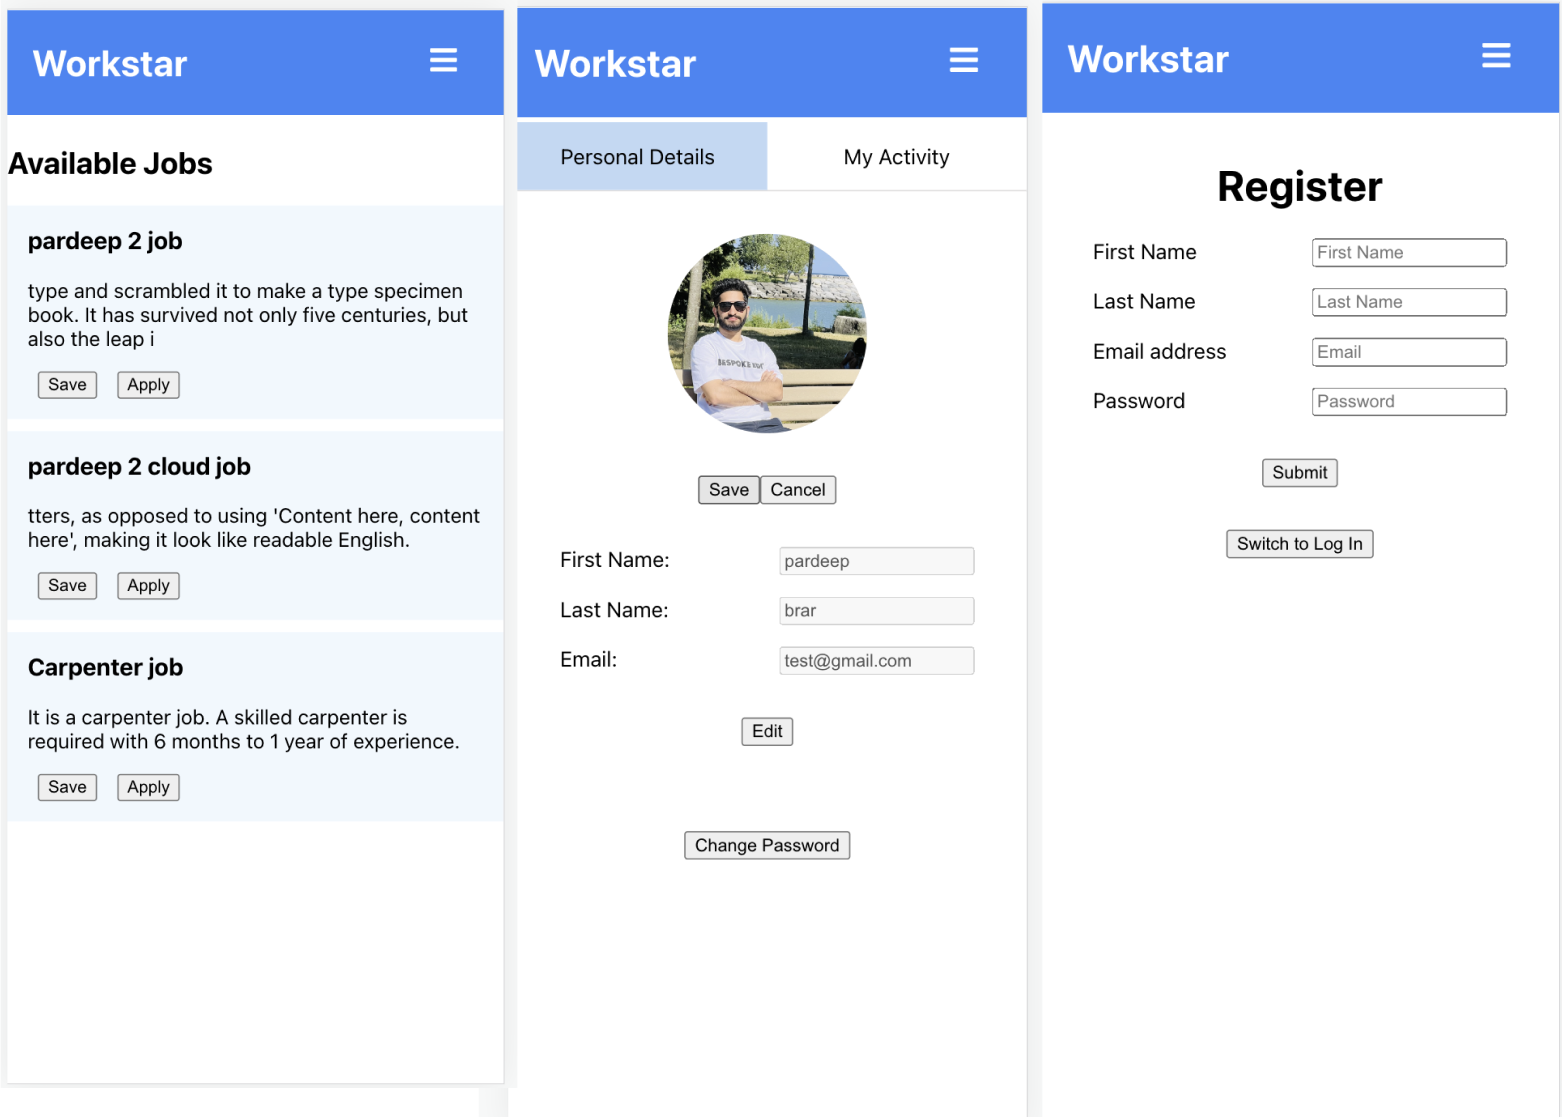 Workstar
Available Jobs
pardeep 2 job
type and scrambled it to make a type specimen
book. It has survived not only five centuries, but
also the leap i
Save Apply
pardeep 2 cloud job
tters, as opposed to using 'Content here, content
here', making it look like readable English.
Save Apply
Carpenter job
It is a carpenter job. A skilled carpenter is
required with 6 months to 1 year of experience.
Save Apply
Workstar
Personal Details My Activity
Save Cancel
First Name: pardeep
Last Name: brar
Email: test@gmail.com
Edit
Change Password
Workstar
Register
First Name First Name
Last Name Last Name
Email address Email
Password Password
Submit
Switch to Log In